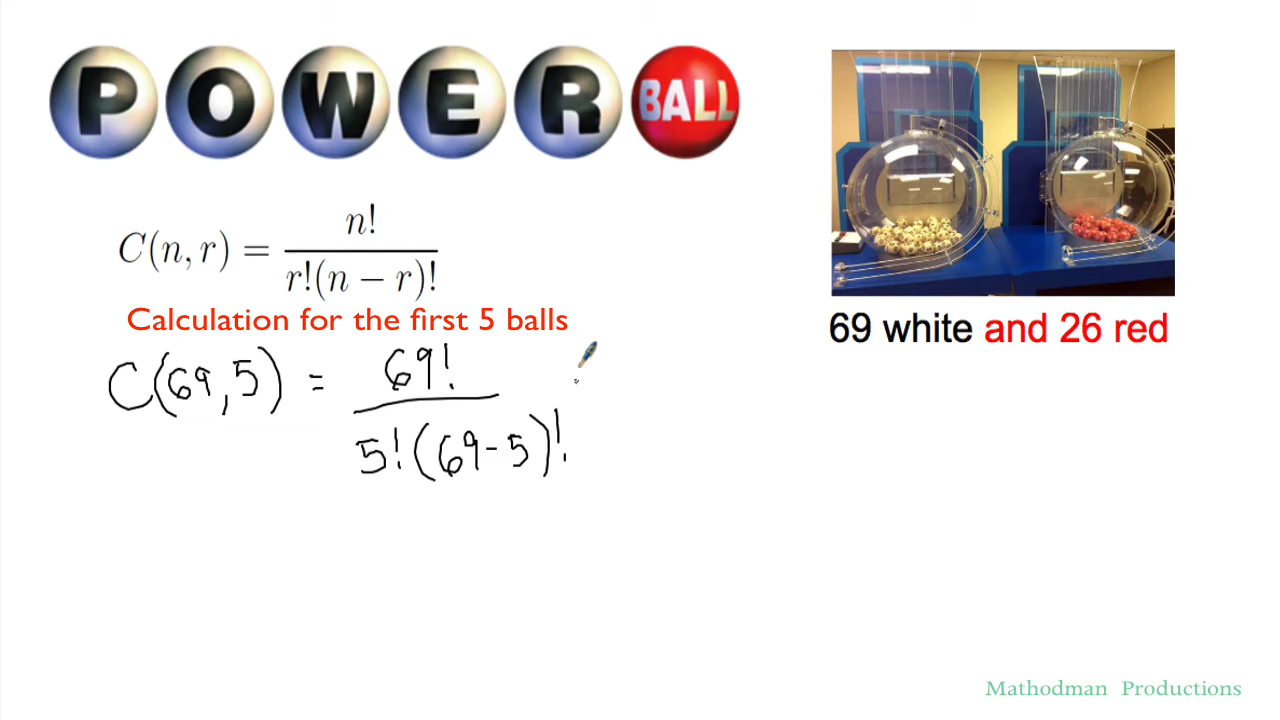 POWER BALL
C(n, r) = n! / r!(n − r)!
Calculation for the first 5 balls
C(69,5) = 69! / 5!(69-5)!
69 white and 26 red
Mathodman Productions